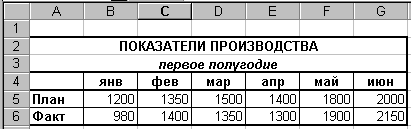 A B C D E F G
1
2 ПОКАЗАТЕЛИ ПРОИЗВОДСТВА
3 первое полугодие
4 янв фев мар апр май июн
5 План 1200 1350 1500 1400 1800 2000
6 Факт 980 1400 1350 1300 1900 2150